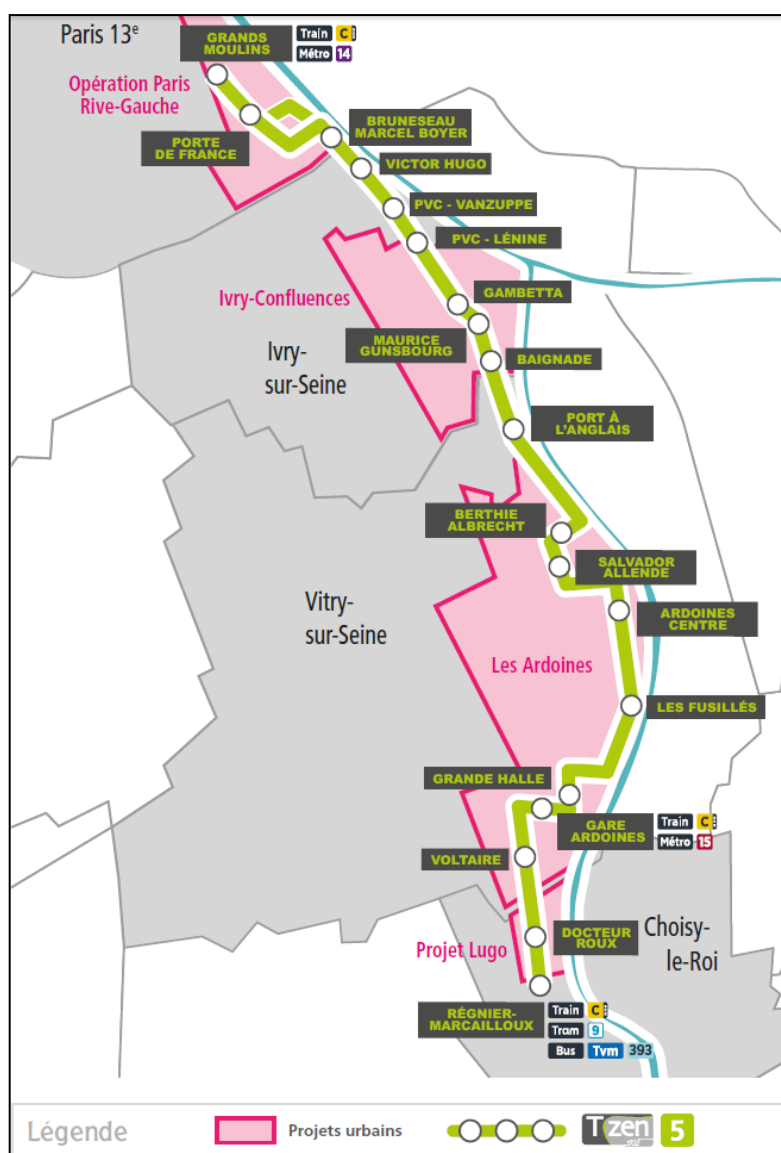 Paris 13e
GRANDS
MOULINS
Train C
Métro 14
Opération Paris
Rive-Gauche
PORTE
DE FRANCE
BRUNESEAU
MARCEL BOYER
VICTOR HUGO
PVC - VANZUPPE
PVC - LÉNINE
Ivry-Confluences
GAMBETTA
MAURICE
GUNSBOURG
Ivry-
sur-Seine
BAIGNADE
PORT À
L'ANGLAIS
BERTHIE
ALBRECHT
SALVADOR
ALLENDE
Vitry-
sur-Seine
ARDOINES
CENTRE
Les Ardoines
LES FUSILLÉS
GRANDE HALLE
GARE
ARDOINES
Train C
Métro 15
VOLTAIRE
DOCTEUR
ROUX
Choisy-
le-Roi
Projet Lugo
RÉGNIER-
MARCAILLOUX
Train C
Tram 9
Bus Tvm 393
Légende
Projets urbains
T zen 5
stif